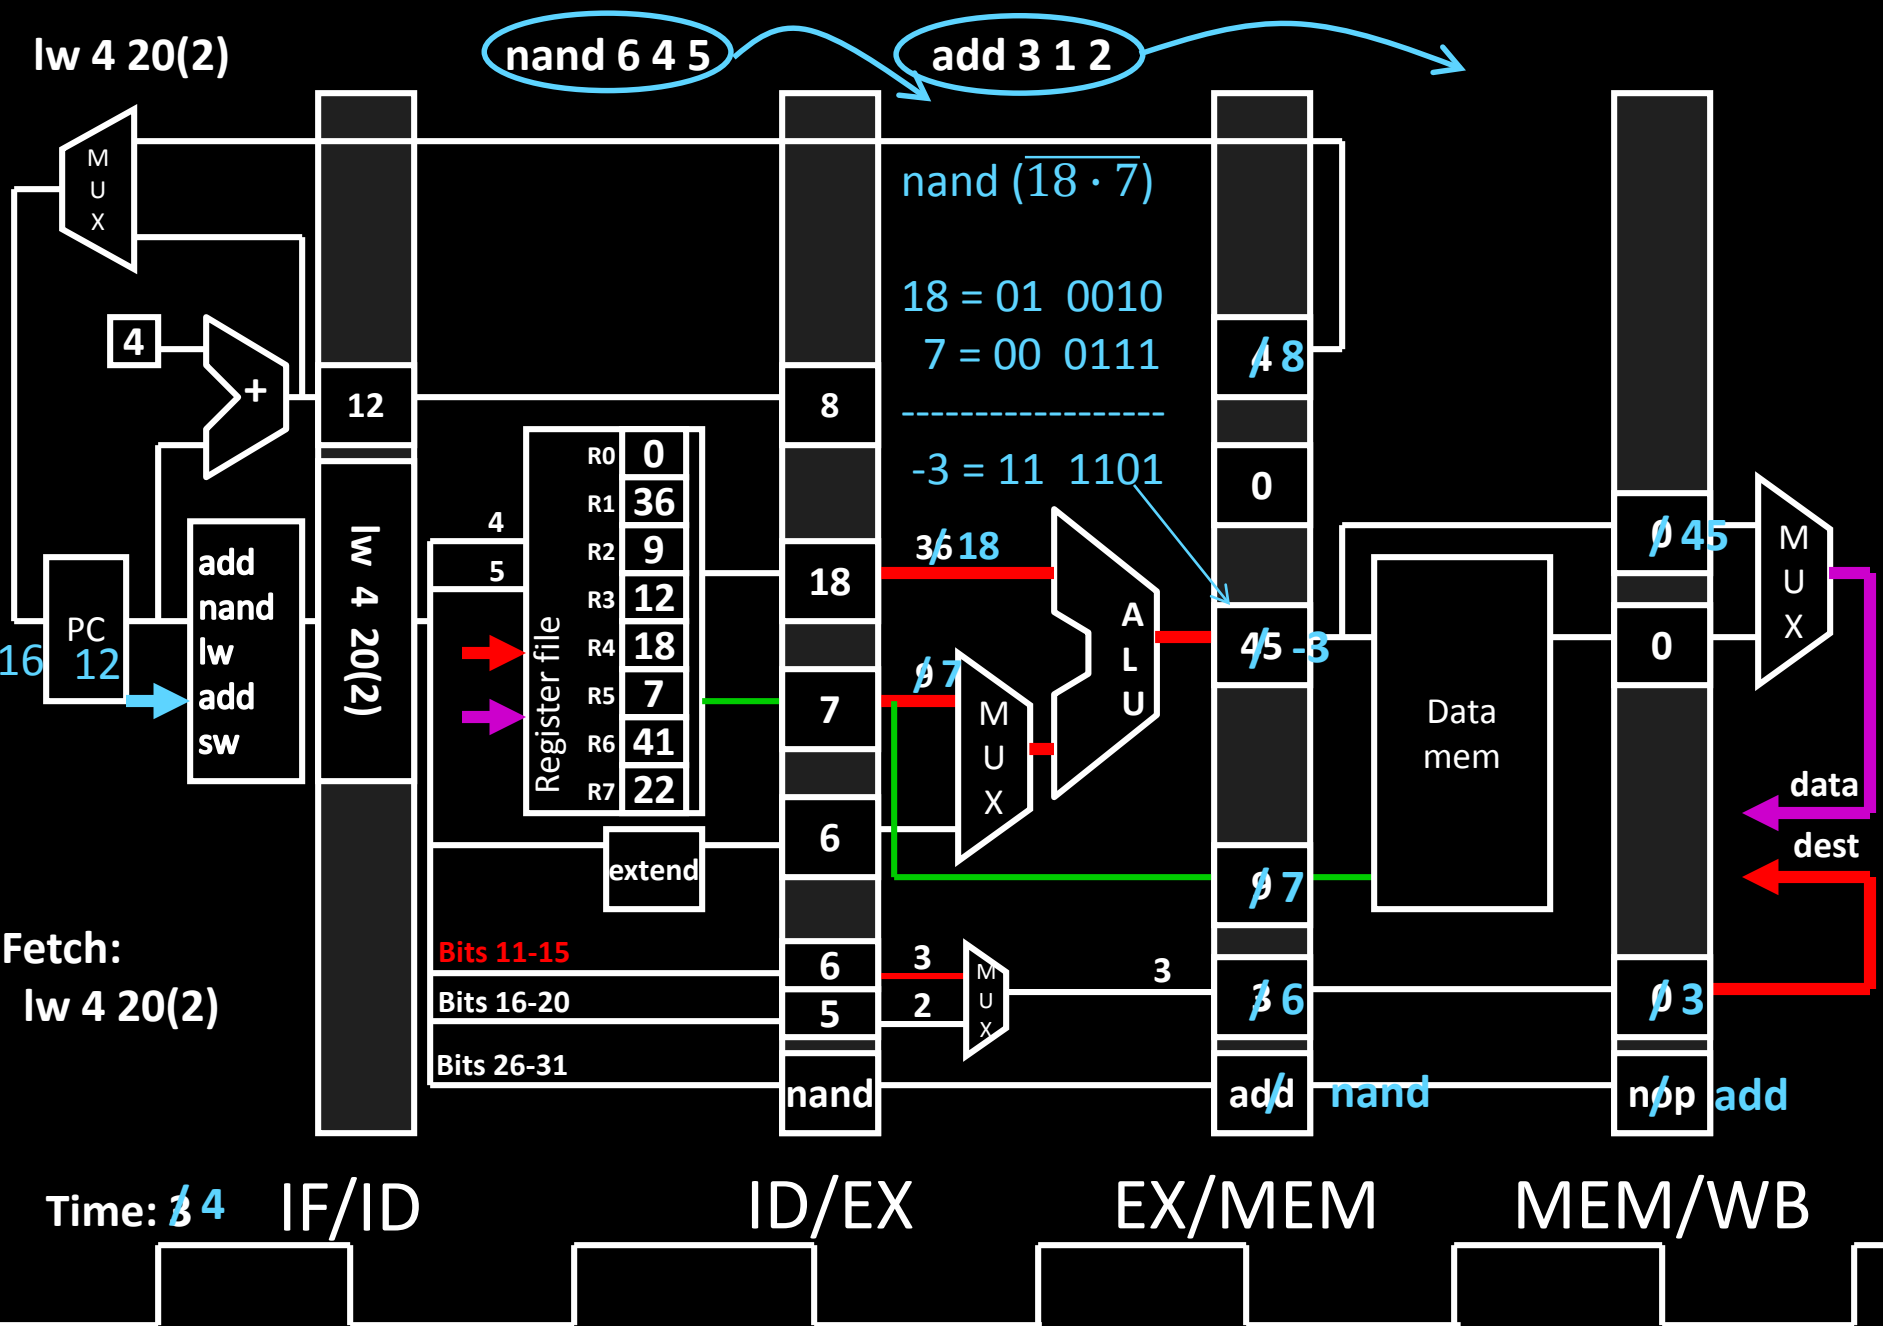 lw 4 20(2)
nand 6 4 5
add 3 1 2
M
U
X
nand (18 · 7)
18 = 01 0010
7 = 00 0111
-----------------
-3 = 11 1101
4
+
12
8
4 8
0
lw 4 20(2)
R0 0
R1 36
R2 9
R3 12
R4 18
R5 7
R6 41
R7 22
Register file
4
5
18
7
6
36 18
9 7
M
U
X
A
L
U
45 -3
0 45
0
M
U
X
PC
16 12
add
nand
lw
add
sw
Data
mem
data
dest
extend
9 7
Fetch:
lw 4 20(2)
Bits 11-15
Bits 16-20
Bits 26-31
6
5
nand
3
2
M
U
X
3
3 6
0 3
add nand
nop add
Time: 3 4
IF/ID
ID/EX
EX/MEM
MEM/WB